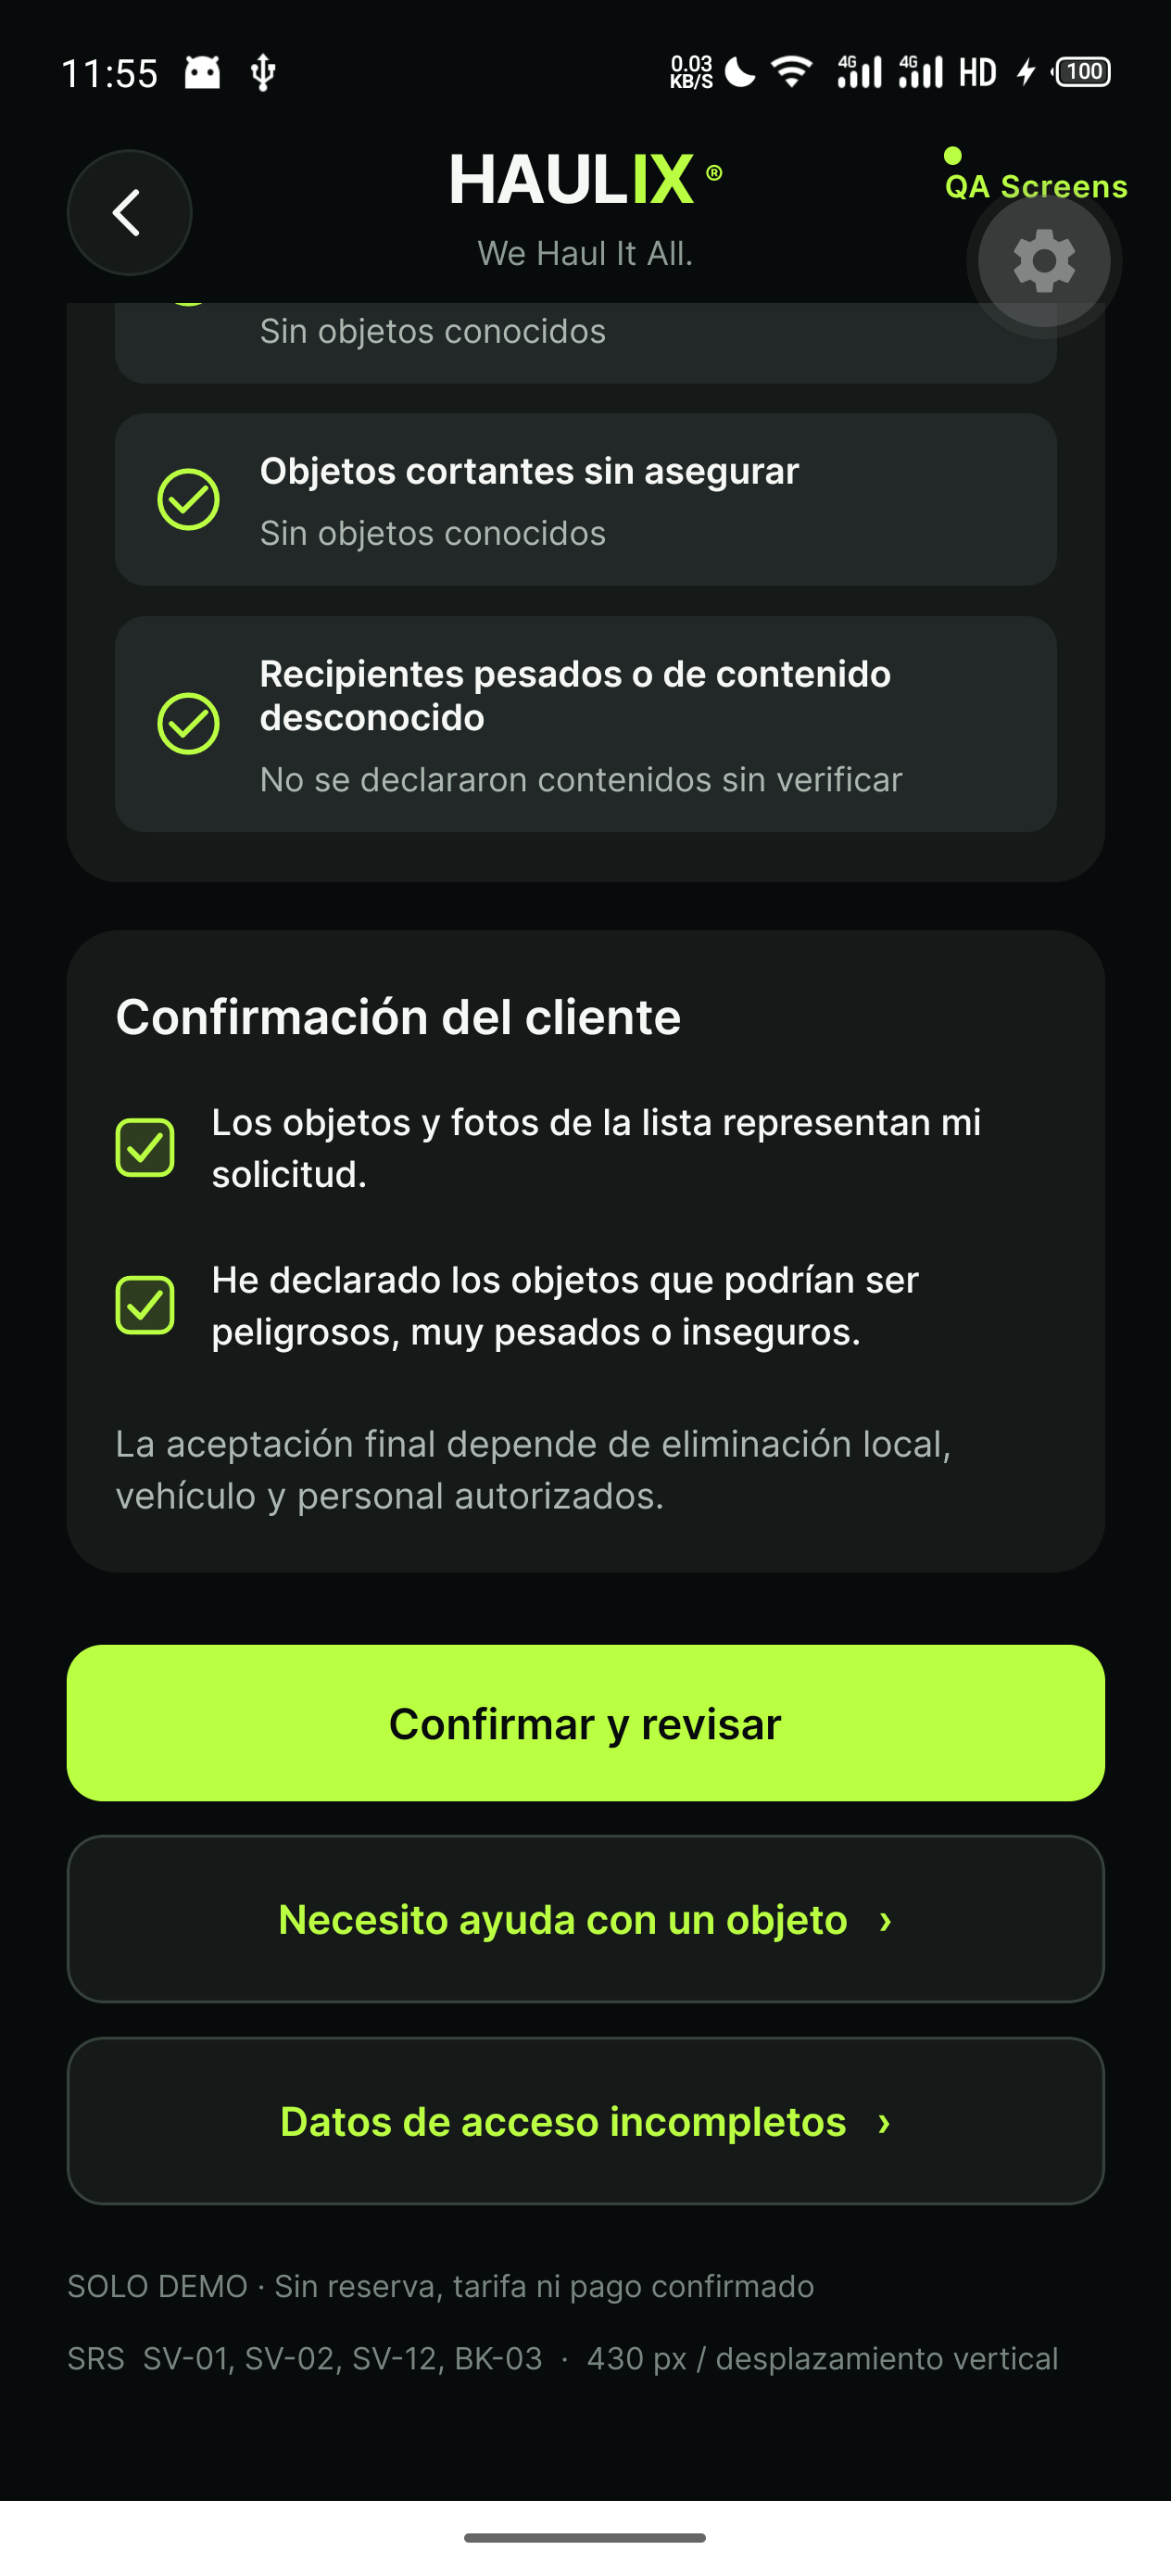 11:55
0.03 KB/S 4G 4G HD 100
HAULIX®
We Haul It All.
QA Screens
Sin objetos conocidos
Objetos cortantes sin asegurar
Sin objetos conocidos
Recipientes pesados o de contenido
desconocido
No se declararon contenidos sin verificar
Confirmación del cliente
Los objetos y fotos de la lista representan mi
solicitud.
He declarado los objetos que podrían ser
peligrosos, muy pesados o inseguros.
La aceptación final depende de eliminación local,
vehículo y personal autorizados.
Confirmar y revisar
Necesito ayuda con un objeto ›
Datos de acceso incompletos ›
SOLO DEMO · Sin reserva, tarifa ni pago confirmado
SRS SV-01, SV-02, SV-12, BK-03 · 430 px / desplazamiento vertical